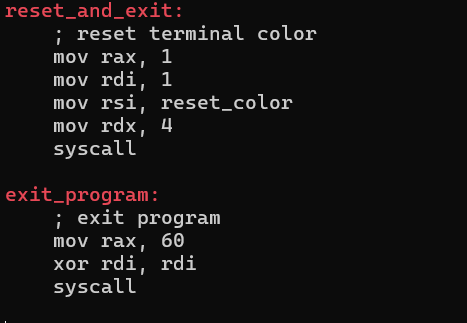 reset_and_exit:
    ; reset terminal color
    mov rax, 1
    mov rdi, 1
    mov rsi, reset_color
    mov rdx, 4
    syscall

exit_program:
    ; exit program
    mov rax, 60
    xor rdi, rdi
    syscall